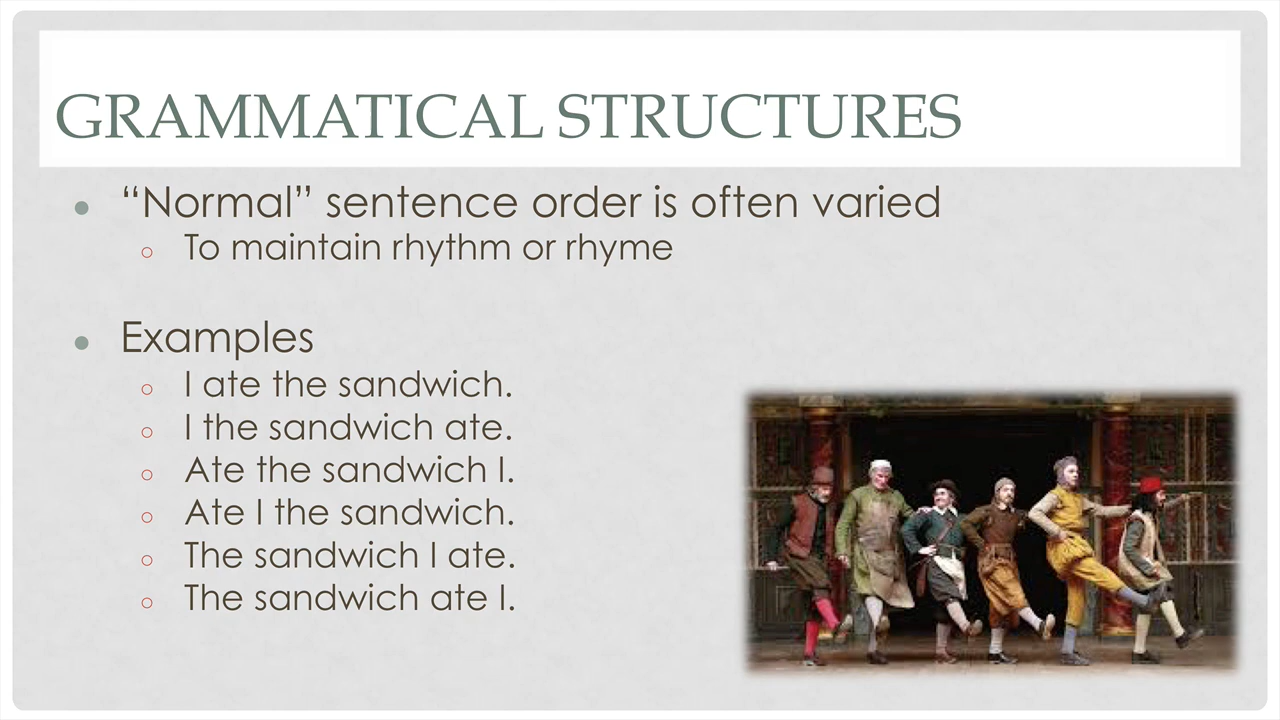 GRAMMATICAL STRUCTURES
● “Normal” sentence order is often varied
○ To maintain rhythm or rhyme
● Examples
○ I ate the sandwich.
○ I the sandwich ate.
○ Ate the sandwich I.
○ Ate I the sandwich.
○ The sandwich I ate.
○ The sandwich ate I.